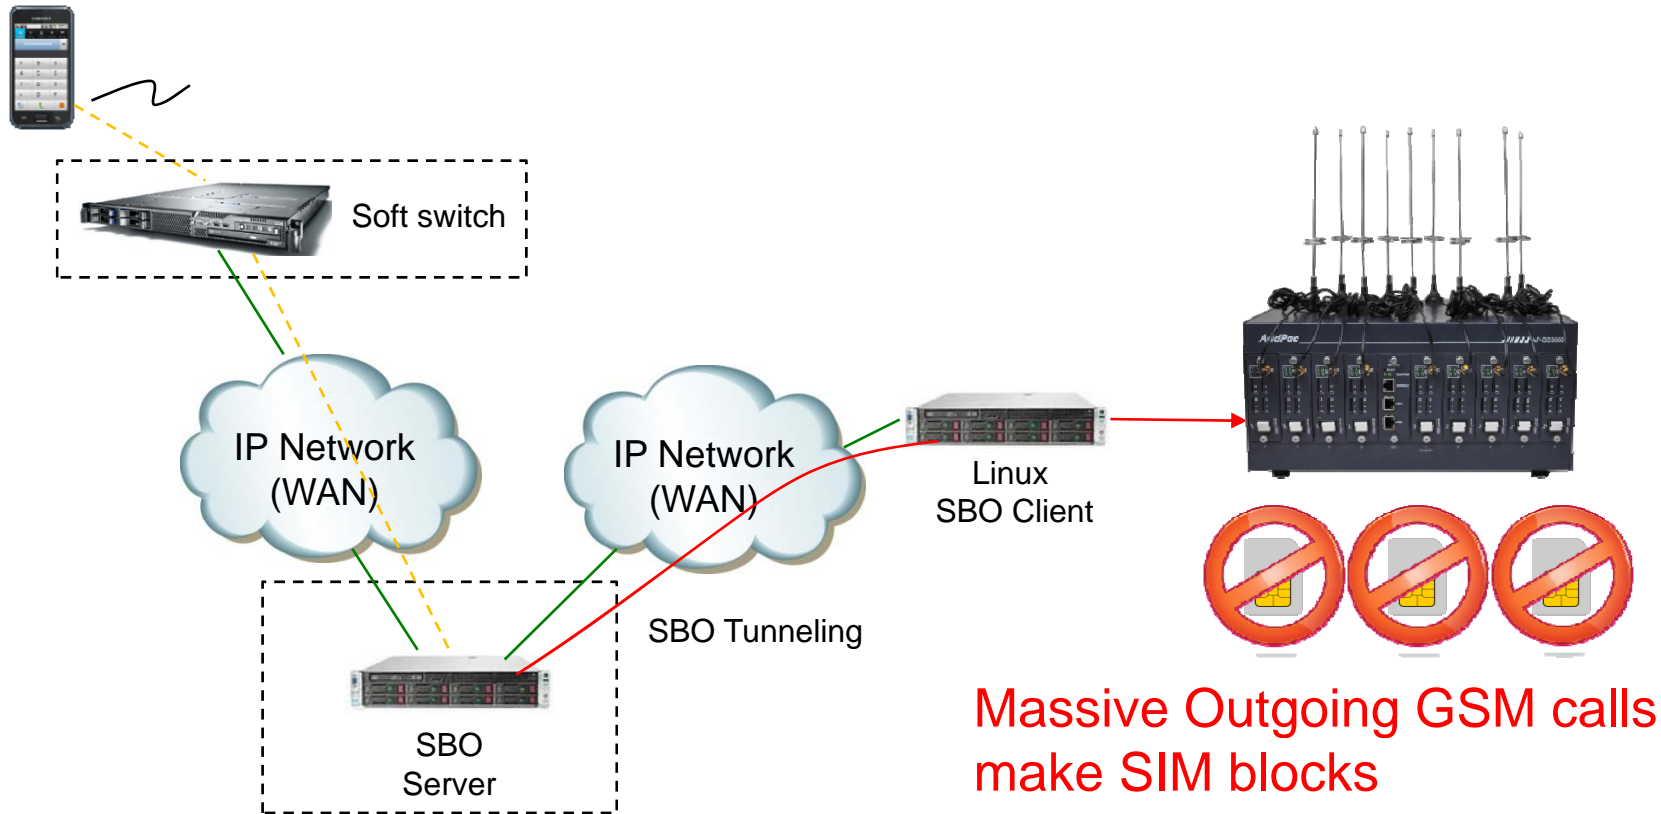 Soft switch
IP Network
(WAN)
IP Network
(WAN)
Linux
SBO Client
SBO Tunneling
SBO
Server
AddPac
Massive Outgoing GSM calls
make SIM blocks